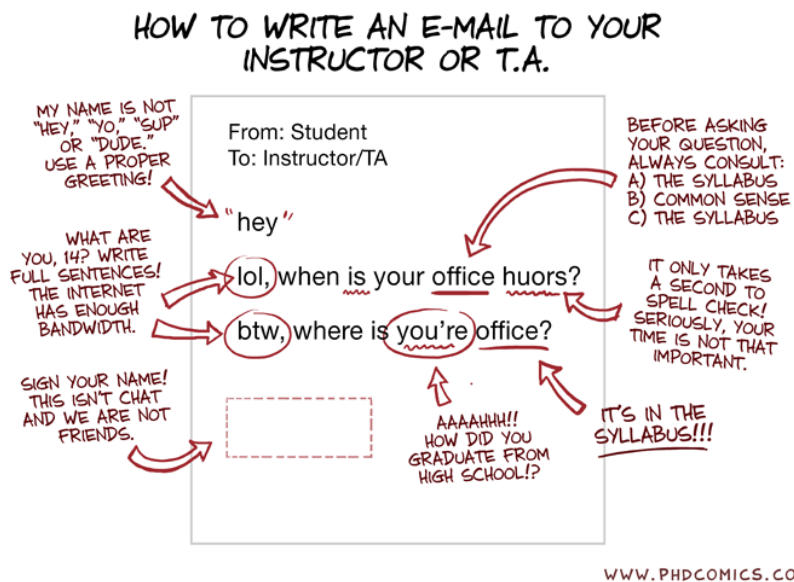 HOW TO WRITE AN E-MAIL TO YOUR
INSTRUCTOR OR T.A.
MY NAME IS NOT
"HEY," "YO," "SUP"
OR "DUDE."
USE A PROPER
GREETING!
From: Student
To: Instructor/TA
BEFORE ASKING
YOUR QUESTION,
ALWAYS CONSULT:
A) THE SYLLABUS
B) COMMON SENSE
C) THE SYLLABUS
"hey"
WHAT ARE
YOU, 14? WRITE
FULL SENTENCES!
THE INTERNET
HAS ENOUGH
BANDWIDTH.
lol, when is your office huors?
btw, where is you're office?
IT ONLY TAKES
A SECOND TO
SPELL CHECK!
SERIOUSLY, YOUR
TIME IS NOT THAT
IMPORTANT.
SIGN YOUR NAME!
THIS ISN'T CHAT
AND WE ARE NOT
FRIENDS.
AAAAHHH!!
HOW DID YOU
GRADUATE FROM
HIGH SCHOOL!?
IT'S IN THE
SYLLABUS!!!
WWW.PHDCOMICS.CO